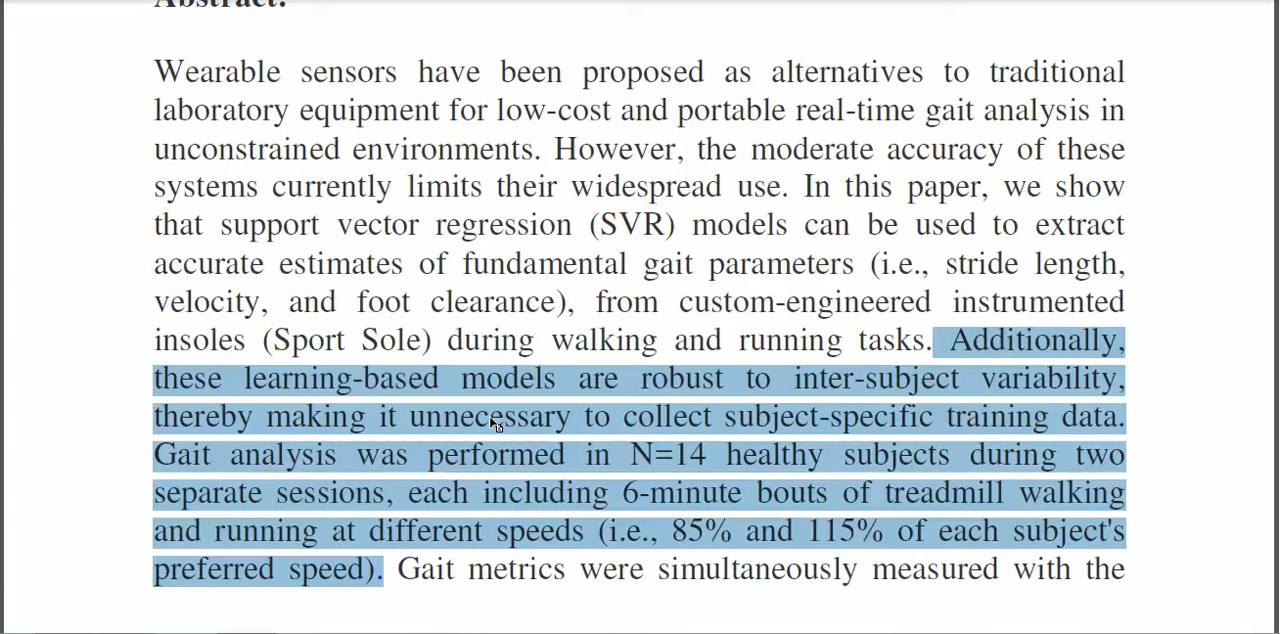 Abstract:
Wearable sensors have been proposed as alternatives to traditional
laboratory equipment for low-cost and portable real-time gait analysis in
unconstrained environments. However, the moderate accuracy of these
systems currently limits their widespread use. In this paper, we show
that support vector regression (SVR) models can be used to extract
accurate estimates of fundamental gait parameters (i.e., stride length,
velocity, and foot clearance), from custom-engineered instrumented
insoles (Sport Sole) during walking and running tasks. Additionally,
these learning-based models are robust to inter-subject variability,
thereby making it unnecessary to collect subject-specific training data.
Gait analysis was performed in N=14 healthy subjects during two
separate sessions, each including 6-minute bouts of treadmill walking
and running at different speeds (i.e., 85% and 115% of each subject's
preferred speed). Gait metrics were simultaneously measured with the